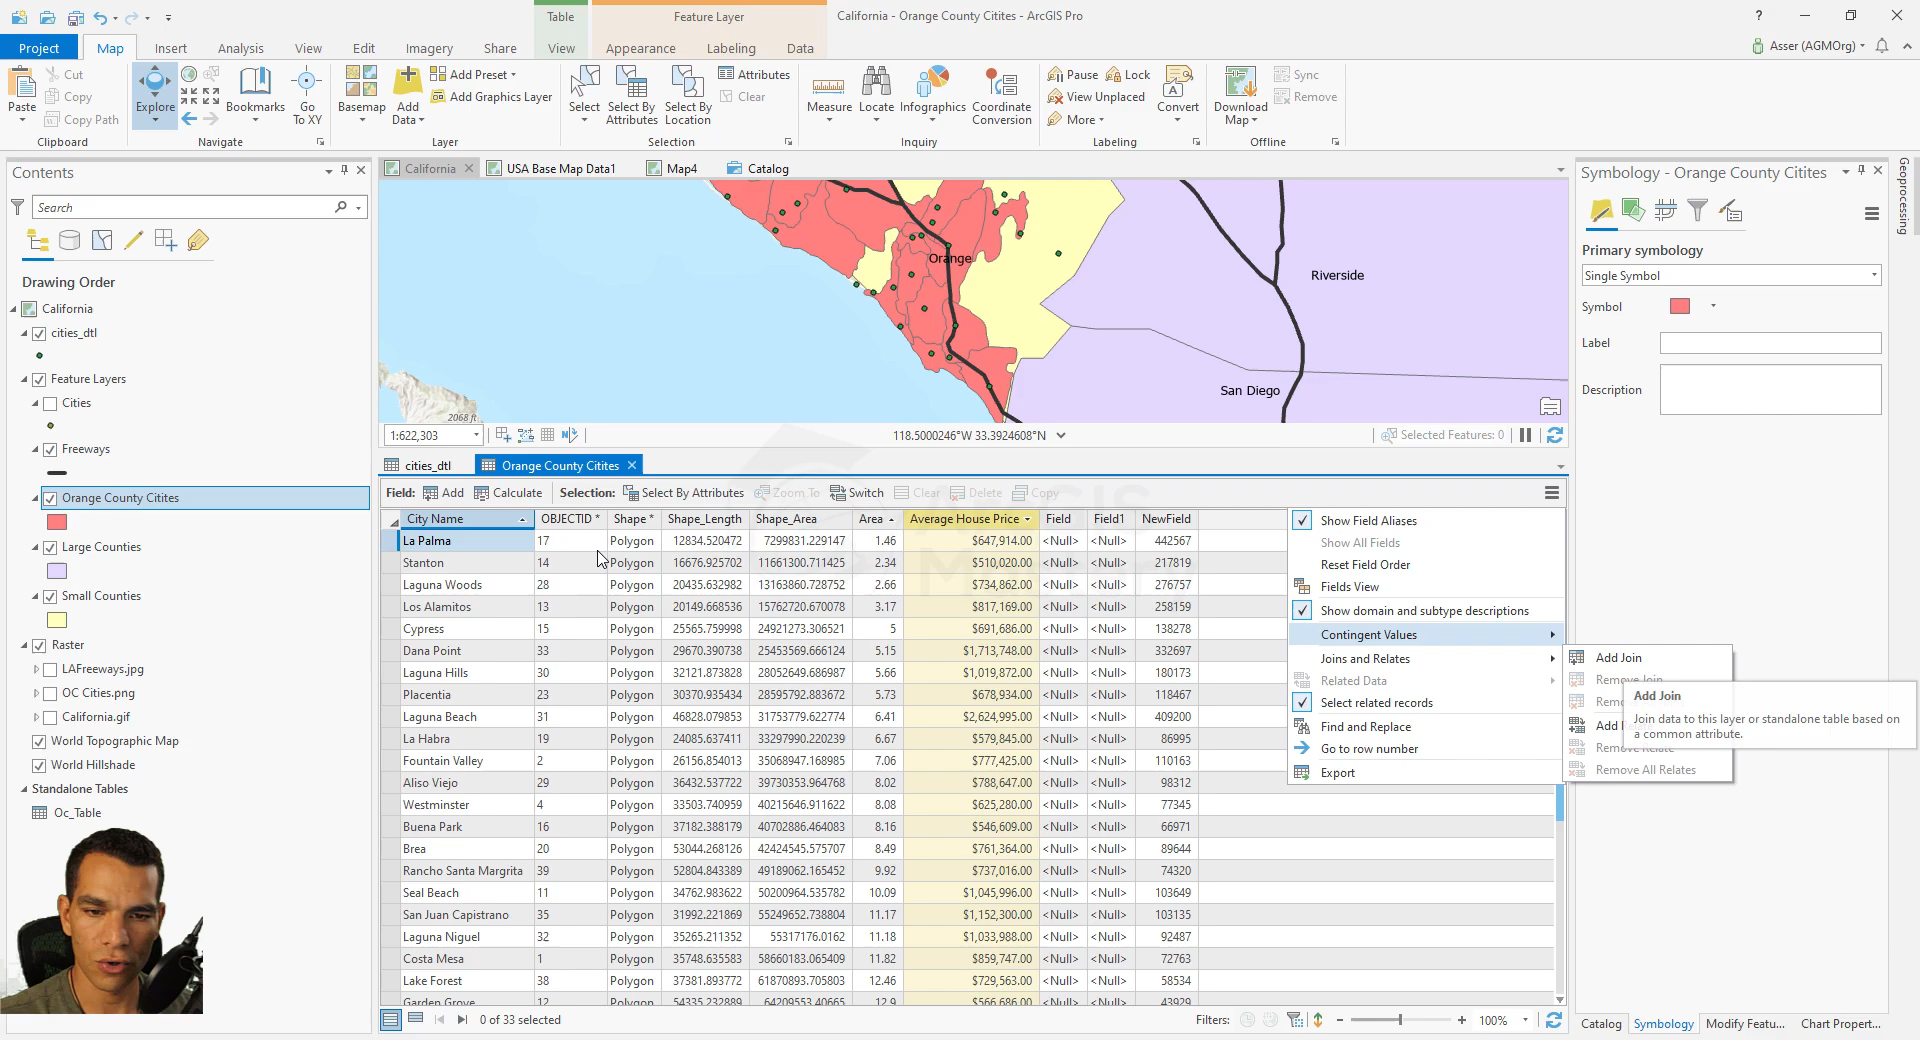 Table
Feature Layer
California - Orange County Citites - ArcGIS Pro
?
Project
Map
Insert
Analysis
View
Edit
Imagery
Share
View
Appearance
Labeling
Data
Asser (AGMOrg)
Paste
Cut
Copy
Copy Path
Clipboard
Explore
Bookmarks
Go
To XY
Navigate
Basemap
Add
Data
Add Preset
Add Graphics Layer
Layer
Select
Select By
Attributes
Select By
Location
Attributes
Clear
Selection
Measure
Locate
Infographics
Coordinate
Conversion
Inquiry
Pause
Lock
View Unplaced
More
Convert
Labeling
Download
Map
Sync
Remove
Offline
Contents
Search
Drawing Order
California
cities_dtl
Feature Layers
Cities
Freeways
Orange County Citites
Large Counties
Small Counties
Raster
LAFreeways.jpg
OC Cities.png
California.gif
World Topographic Map
World Hillshade
Standalone Tables
Oc_Table
California
USA Base Map Data1
Map4
Catalog
Orange
Riverside
San Diego
2068 ft
1:622,303
118.5000246°W 33.3924608°N
Selected Features: 0
cities_dtl
Orange County Citites
Field:
Add
Calculate
Selection:
Select By Attributes
Zoom To
Switch
Clear
Delete
Copy
City Name OBJECTID * Shape * Shape_Length Shape_Area Area Average House Price Field Field1 NewField
La Palma 17 Polygon 12834.520472 7299831.229147 1.46 $647,914.00 <Null> <Null> 442567
Stanton 14 Polygon 16676.925702 11661300.711425 2.34 $510,020.00 <Null> <Null> 217819
Laguna Woods 28 Polygon 20435.632982 13163860.728752 2.66 $734,862.00 <Null> <Null> 276757
Los Alamitos 13 Polygon 20149.668536 15762720.670078 3.17 $817,169.00 <Null> <Null> 258159
Cypress 15 Polygon 25565.759998 24921273.306521 5 $691,686.00 <Null> <Null> 138278
Dana Point 33 Polygon 29670.390738 25453569.666124 5.15 $1,713,748.00 <Null> <Null> 332697
Laguna Hills 30 Polygon 32121.873828 28052649.686987 5.66 $1,019,872.00 <Null> <Null> 180173
Placentia 23 Polygon 30370.935434 28595792.883672 5.73 $678,934.00 <Null> <Null> 118467
Laguna Beach 31 Polygon 46828.079853 31753779.622774 6.41 $2,624,995.00 <Null> <Null> 409200
La Habra 19 Polygon 24085.637411 33297990.220239 6.67 $579,845.00 <Null> <Null> 86995
Fountain Valley 2 Polygon 26156.854013 35068947.168985 7.06 $777,425.00 <Null> <Null> 110163
Aliso Viejo 29 Polygon 36432.537722 39730353.964768 8.02 $788,647.00 <Null> <Null> 98312
Westminster 4 Polygon 33503.740959 40215646.911622 8.08 $625,280.00 <Null> <Null> 77345
Buena Park 16 Polygon 37182.388179 40702886.464083 8.16 $546,609.00 <Null> <Null> 66971
Brea 20 Polygon 53044.268126 42424545.575707 8.49 $761,364.00 <Null> <Null> 89644
Rancho Santa Margrita 39 Polygon 52804.843389 49189062.165452 9.92 $737,016.00 <Null> <Null> 74320
Seal Beach 11 Polygon 34762.983622 50200964.535782 10.09 $1,045,996.00 <Null> <Null> 103649
San Juan Capistrano 35 Polygon 31992.221869 55249652.738804 11.17 $1,152,300.00 <Null> <Null> 103135
Laguna Niguel 32 Polygon 35265.211352 55317176.0162 11.18 $1,033,988.00 <Null> <Null> 92487
Costa Mesa 1 Polygon 35748.635583 58660183.065409 11.82 $859,747.00 <Null> <Null> 72763
Lake Forest 38 Polygon 37381.893772 61870893.705803 12.46 $729,563.00 <Null> <Null> 58534
Garden Grove 12 Polygon 54335.232889 64209553.40665 12.9 $566,686.00 <Null> <Null> 43929
Show Field Aliases
Show All Fields
Reset Field Order
Fields View
Show domain and subtype descriptions
Contingent Values
Joins and Relates
Related Data
Select related records
Find and Replace
Go to row number
Export
Add Join
Remove Join
Rem
Add R
Remove Relate
Remove All Relates
Add Join
Join data to this layer or standalone table based on
a common attribute.
0 of 33 selected
Filters:
100%
Symbology - Orange County Citites
Primary symbology
Single Symbol
Symbol
Label
Description
Geoprocessing
Catalog
Symbology
Modify Featu...
Chart Propert...